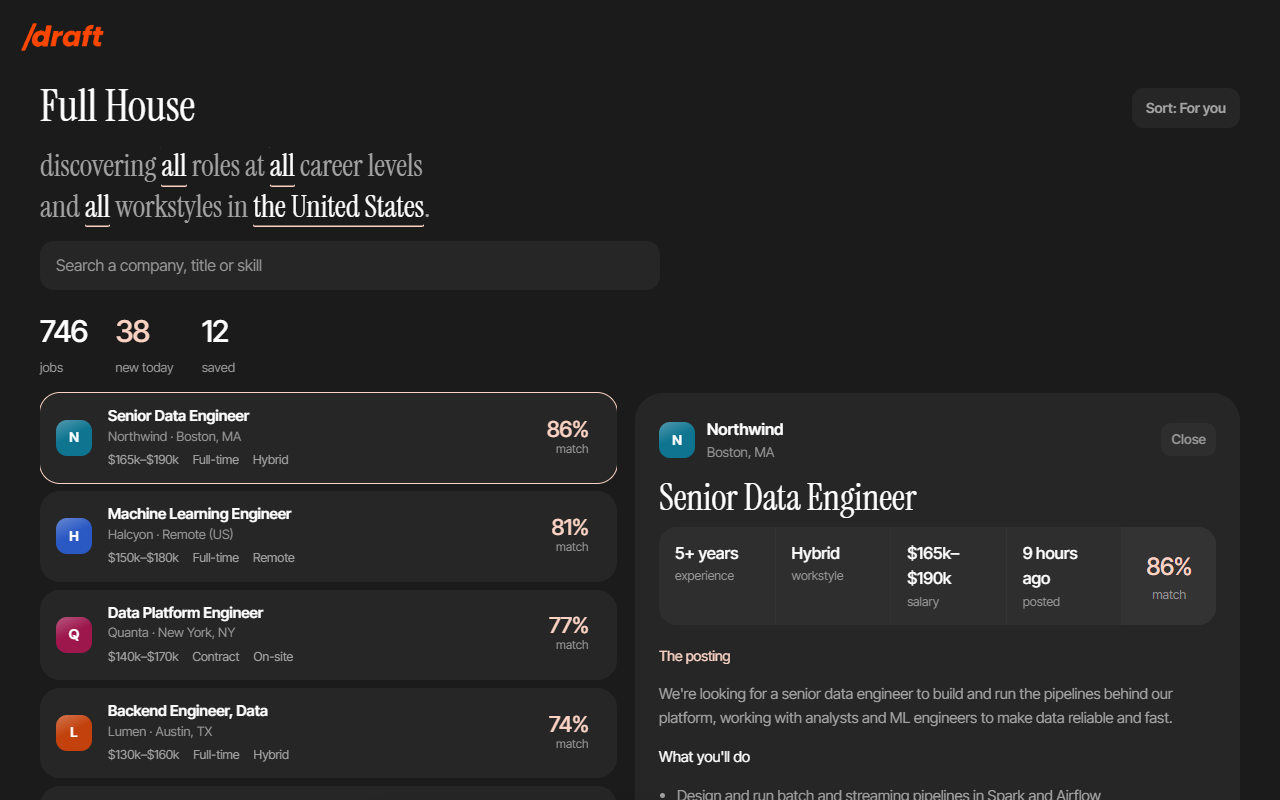 /draft
Full House
Sort: For you
discovering all roles at all career levels
and all workstyles in the United States.
Search a company, title or skill
746 38 12
jobs new today saved
N
Senior Data Engineer
Northwind · Boston, MA
$165k–$190k Full-time Hybrid
86%
match
H
Machine Learning Engineer
Halcyon · Remote (US)
$150k–$180k Full-time Remote
81%
match
Q
Data Platform Engineer
Quanta · New York, NY
$140k–$170k Contract On-site
77%
match
L
Backend Engineer, Data
Lumen · Austin, TX
$130k–$160k Full-time Hybrid
74%
match
N
Northwind
Boston, MA
Close
Senior Data Engineer
5+ years
experience
Hybrid
workstyle
$165k–
$190k
salary
9 hours
ago
posted
86%
match
The posting
We're looking for a senior data engineer to build and run the pipelines behind our
platform, working with analysts and ML engineers to make data reliable and fast.
What you'll do
• Design and run batch and streaming pipelines in Spark and Airflow